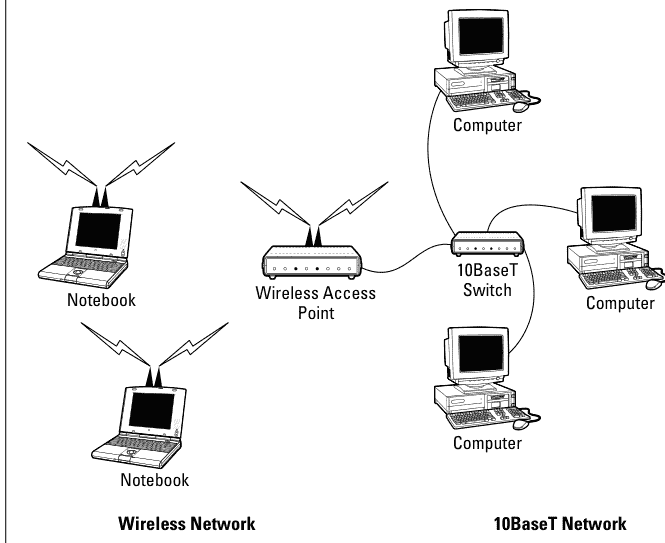 Computer
Notebook
Wireless Access
Point
10BaseT
Switch
Computer
Computer
Notebook
Wireless Network
10BaseT Network